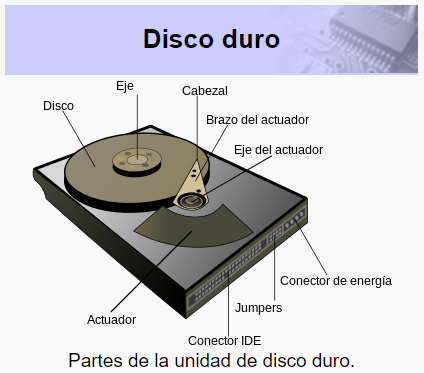 Disco duro
Eje
Cabezal
Disco
Brazo del actuador
Eje del actuador
Conector de energía
Jumpers
Actuador
Conector IDE
Partes de la unidad de disco duro.